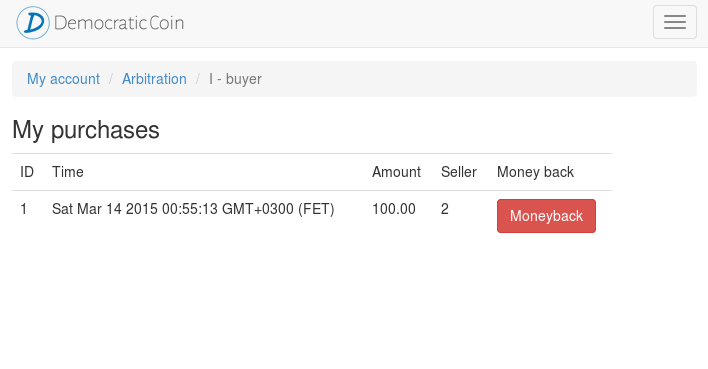 DemocraticCoin
My account / Arbitration / I - buyer
My purchases
ID Time Amount Seller Money back
1 Sat Mar 14 2015 00:55:13 GMT+0300 (FET) 100.00 2 Moneyback